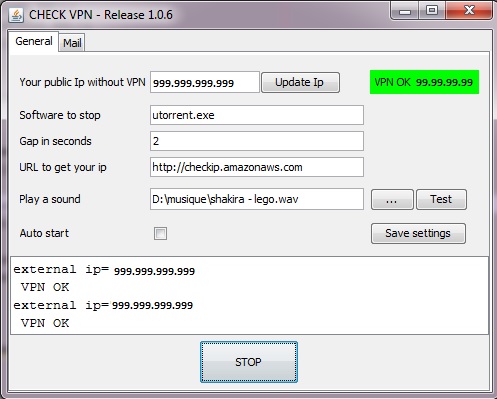 CHECK VPN - Release 1.0.6
General Mail
Your public Ip without VPN 999.999.999.999 Update Ip VPN OK 99.99.99.99
Software to stop utorrent.exe
Gap in seconds 2
URL to get your ip http://checkip.amazonaws.com
Play a sound D:\musique\shakira - lego.wav ... Test
Auto start Save settings
external ip= 999.999.999.999
VPN OK
external ip= 999.999.999.999
VPN OK
STOP